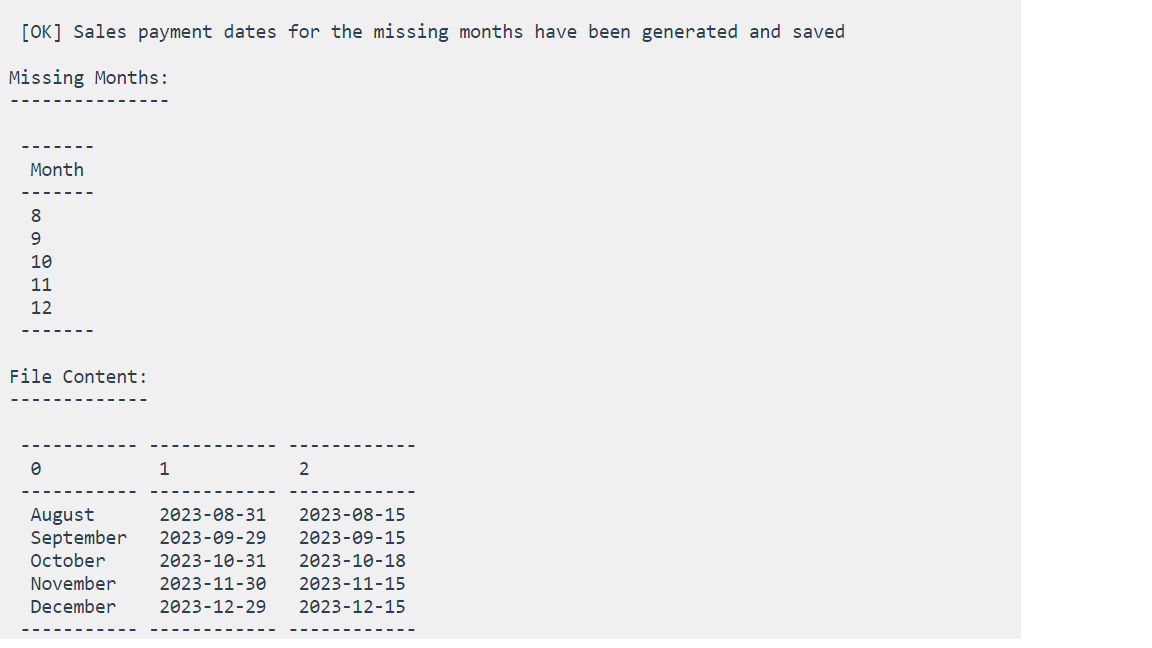 [OK] Sales payment dates for the missing months have been generated and saved
Missing Months:
---------------
-------
Month
-------
8
9
10
11
12
-------
File Content:
-------------
----------- ------------ ------------
0 1 2
----------- ------------ ------------
August 2023-08-31 2023-08-15
September 2023-09-29 2023-09-15
October 2023-10-31 2023-10-18
November 2023-11-30 2023-11-15
December 2023-12-29 2023-12-15
----------- ------------ ------------